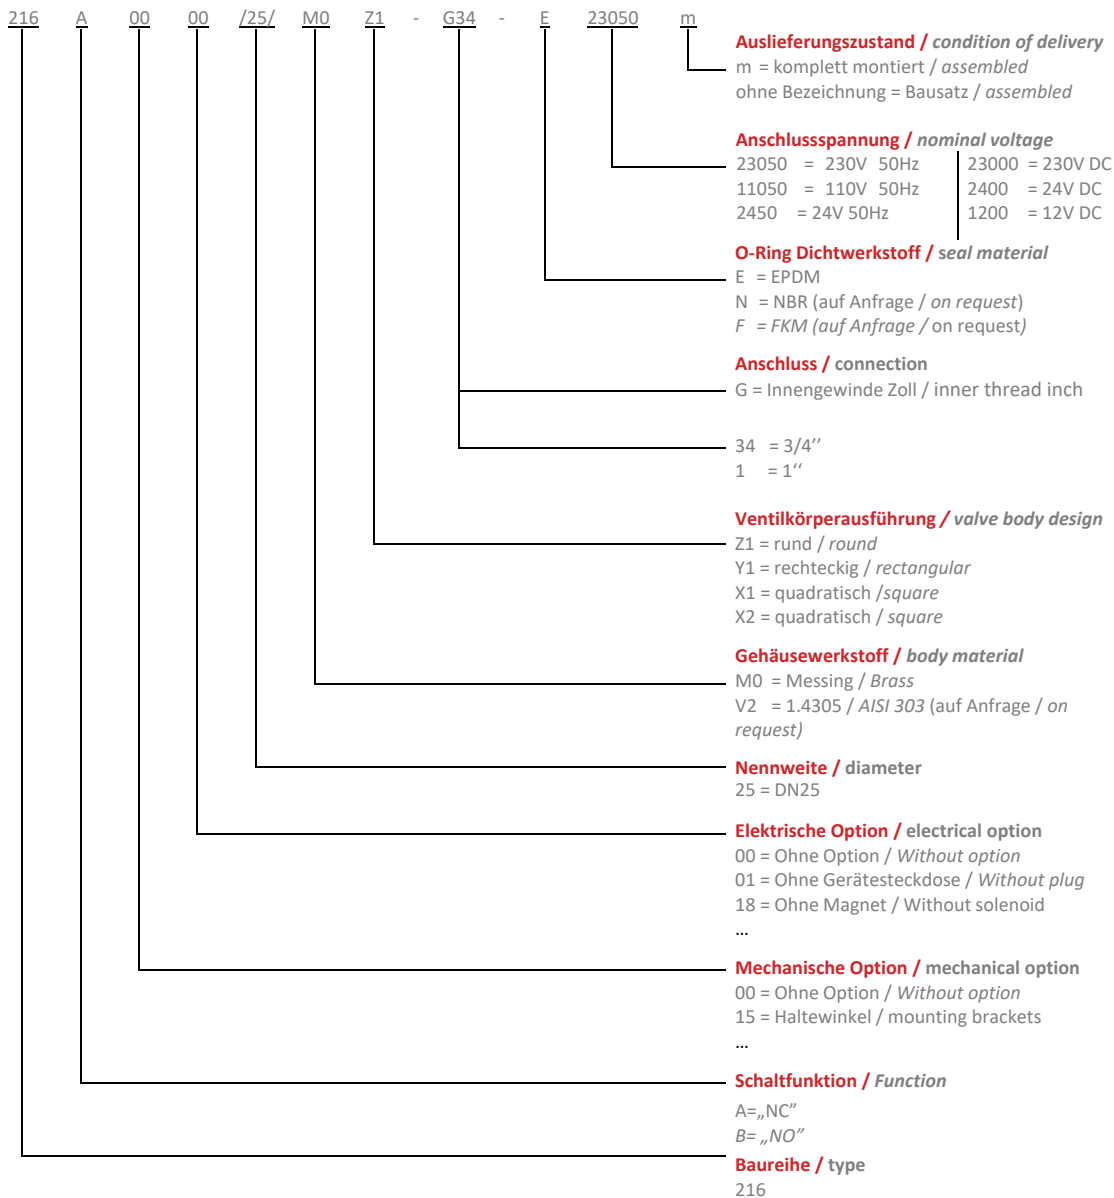 216 A 00 00 /25/ M0 Z1 - G34 - E 23050 m
Auslieferungszustand / condition of delivery
m = komplett montiert / assembled
ohne Bezeichnung = Bausatz / assembled
Anschlussspannung / nominal voltage
23050 = 230V 50Hz 23000 = 230V DC
11050 = 110V 50Hz 2400 = 24V DC
2450 = 24V 50Hz 1200 = 12V DC
O-Ring Dichtwerkstoff / seal material
E = EPDM
N = NBR (auf Anfrage / on request)
F = FKM (auf Anfrage / on request)
Anschluss / connection
G = Innengewinde Zoll / inner thread inch
34 = 3/4’’
1 = 1‘‘
Ventilkörperausführung / valve body design
Z1 = rund / round
Y1 = rechteckig / rectangular
X1 = quadratisch /square
X2 = quadratisch / square
Gehäusewerkstoff / body material
M0 = Messing / Brass
V2 = 1.4305 / AISI 303 (auf Anfrage / on
request)
Nennweite / diameter
25 = DN25
Elektrische Option / electrical option
00 = Ohne Option / Without option
01 = Ohne Gerätesteckdose / Without plug
18 = Ohne Magnet / Without solenoid
...
Mechanische Option / mechanical option
00 = Ohne Option / Without option
15 = Haltewinkel / mounting brackets
...
Schaltfunktion / Function
A=„NC”
B= „NO”
Baureihe / type
216